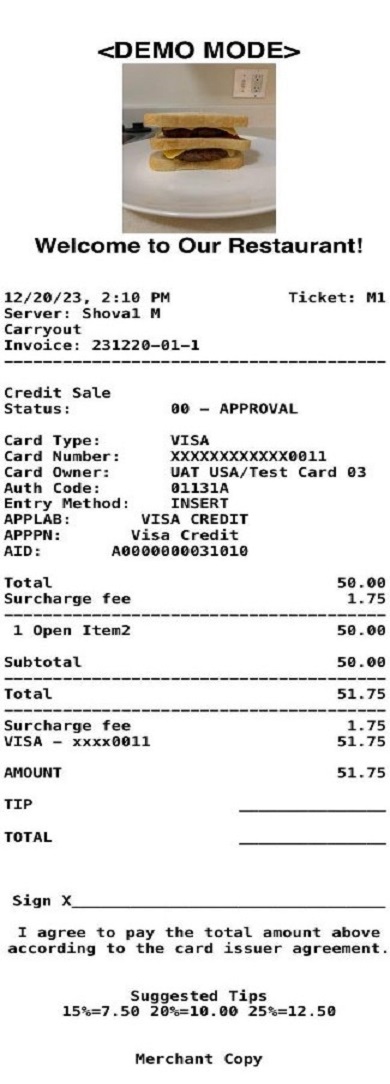 <DEMO MODE>
Welcome to Our Restaurant!
12/20/23, 2:10 PM Ticket: M1
Server: Shoval M
Carryout
Invoice: 231220-01-1
Credit Sale
Status: 00 - APPROVAL
Card Type: VISA
Card Number: XXXXXXXXXXXX0011
Card Owner: UAT USA/Test Card 03
Auth Code: 01131A
Entry Method: INSERT
APPLAB: VISA CREDIT
APPPN: Visa Credit
AID: A0000000031010
Total 50.00
Surcharge fee 1.75
1 Open Item2 50.00
Subtotal 50.00
Total 51.75
Surcharge fee 1.75
VISA - xxxx0011 51.75
AMOUNT 51.75
TIP
TOTAL
Sign X
I agree to pay the total amount above
according to the card issuer agreement.
Suggested Tips
15%=7.50 20%=10.00 25%=12.50
Merchant Copy